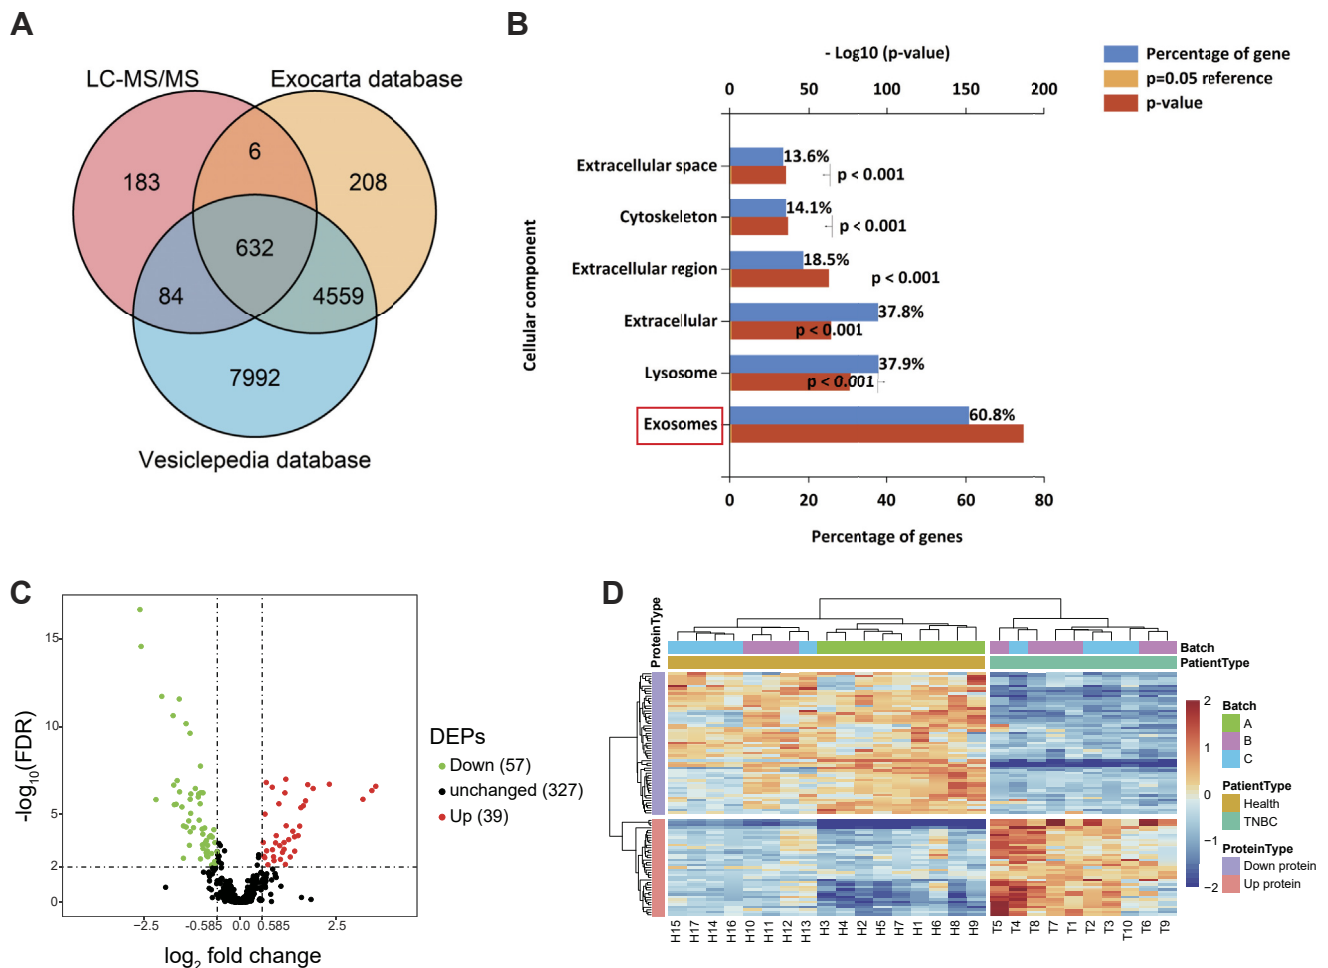 A
LC-MS/MS
Exocarta database
6
183
208
632
84
4559
7992
Vesiclepedia database
B
- Log10 (p-value)
0 50 100 150 200
Percentage of gene
p=0.05 reference
p-value
Cellular component
Extracellular space
13.6%
p < 0.001
Cytoskeleton
14.1%
p < 0.001
Extracellular region
18.5%
p < 0.001
Extracellular
37.8%
p < 0.001
Lysosome
37.9%
p < 0.001
Exosomes
60.8%
0 20 40 60 80
Percentage of genes
C
-log10(FDR)
15
10
5
2
0
−2.5 -0.585 0.0 0.585 2.5
log2 fold change
DEPs
Down (57)
unchanged (327)
Up (39)
D
ProteinType
Batch
PatientType
2
1
0
−1
−2
Batch
A
B
C
PatientType
Health
TNBC
ProteinType
Down protein
Up protein
H15 H17 H14 H16 H10 H11 H12 H13 H3 H4 H2 H5 H7 H1 H6 H8 H9 T5 T4 T8 T7 T1 T2 T3 T10 T6 T9